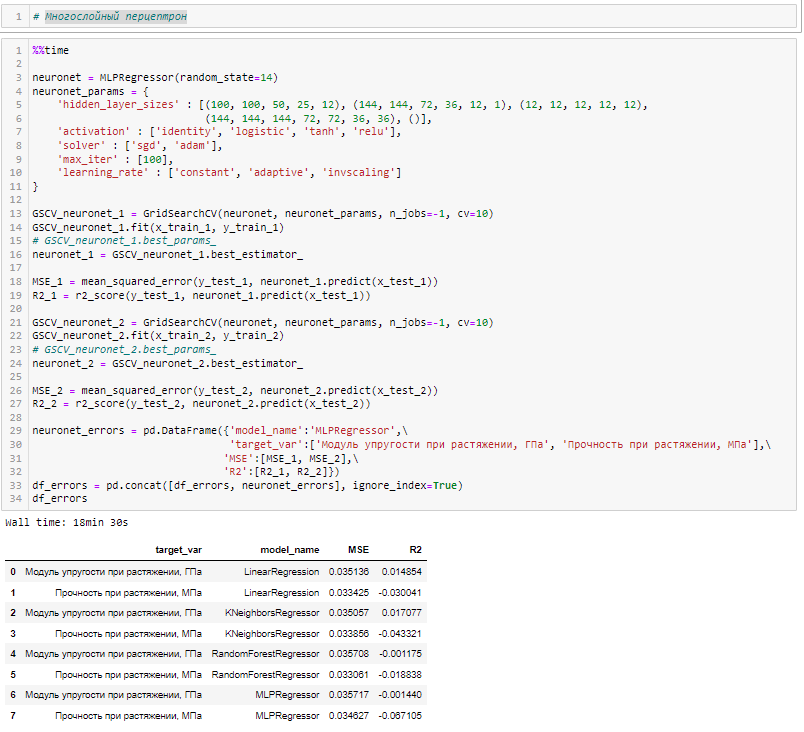 1 # Многослойный перцептрон
1 %%time
2
3 neuronet = MLPRegressor(random_state=14)
4 neuronet_params = {
5     'hidden_layer_sizes' : [(100, 100, 50, 25, 12), (144, 144, 72, 36, 12, 1), (12, 12, 12, 12, 12),
6                             (144, 144, 144, 72, 72, 36, 36), ()],
7     'activation' : ['identity', 'logistic', 'tanh', 'relu'],
8     'solver' : ['sgd', 'adam'],
9     'max_iter' : [100],
10     'learning_rate' : ['constant', 'adaptive', 'invscaling']
11 }
12
13 GSCV_neuronet_1 = GridSearchCV(neuronet, neuronet_params, n_jobs=-1, cv=10)
14 GSCV_neuronet_1.fit(x_train_1, y_train_1)
15 # GSCV_neuronet_1.best_params_
16 neuronet_1 = GSCV_neuronet_1.best_estimator_
17
18 MSE_1 = mean_squared_error(y_test_1, neuronet_1.predict(x_test_1))
19 R2_1 = r2_score(y_test_1, neuronet_1.predict(x_test_1))
20
21 GSCV_neuronet_2 = GridSearchCV(neuronet, neuronet_params, n_jobs=-1, cv=10)
22 GSCV_neuronet_2.fit(x_train_2, y_train_2)
23 # GSCV_neuronet_2.best_params_
24 neuronet_2 = GSCV_neuronet_2.best_estimator_
25
26 MSE_2 = mean_squared_error(y_test_2, neuronet_2.predict(x_test_2))
27 R2_2 = r2_score(y_test_2, neuronet_2.predict(x_test_2))
28
29 neuronet_errors = pd.DataFrame({'model_name':'MLPRegressor',\
30                                 'target_var':['Модуль упругости при растяжении, ГПа', 'Прочность при растяжении, МПа'],\
31                                'MSE':[MSE_1, MSE_2],\
32                                'R2':[R2_1, R2_2]})
33 df_errors = pd.concat([df_errors, neuronet_errors], ignore_index=True)
34 df_errors
Wall time: 18min 30s
target_var model_name MSE R2
0 Модуль упругости при растяжении, ГПа LinearRegression 0.035136 0.014854
1 Прочность при растяжении, МПа LinearRegression 0.033425 -0.030041
2 Модуль упругости при растяжении, ГПа KNeighborsRegressor 0.035057 0.017077
3 Прочность при растяжении, МПа KNeighborsRegressor 0.033856 -0.043321
4 Модуль упругости при растяжении, ГПа RandomForestRegressor 0.035708 -0.001175
5 Прочность при растяжении, МПа RandomForestRegressor 0.033061 -0.018838
6 Модуль упругости при растяжении, ГПа MLPRegressor 0.035717 -0.001440
7 Прочность при растяжении, МПа MLPRegressor 0.034627 -0.067105